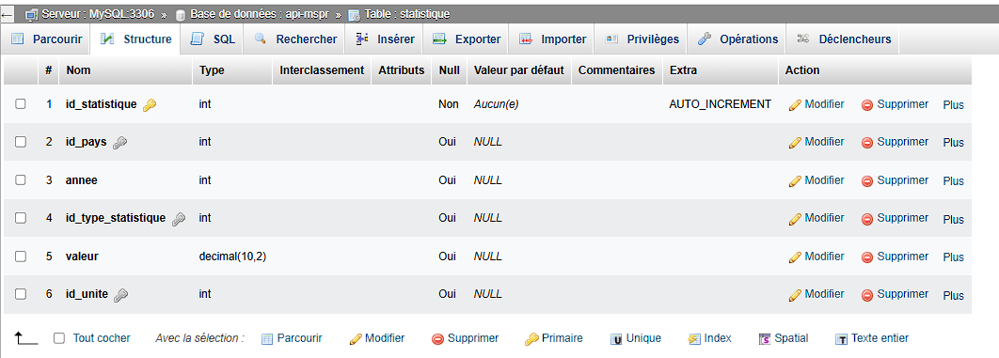 Serveur : MySQL:3306 » Base de données : api-mspr » Table : statistique
Parcourir Structure SQL Rechercher Insérer Exporter Importer Privilèges Opérations Déclencheurs
# Nom Type Interclassement Attributs Null Valeur par défaut Commentaires Extra Action
1 id_statistique int Non Aucun(e) AUTO_INCREMENT Modifier Supprimer Plus
2 id_pays int Oui NULL Modifier Supprimer Plus
3 annee int Oui NULL Modifier Supprimer Plus
4 id_type_statistique int Oui NULL Modifier Supprimer Plus
5 valeur decimal(10,2) Oui NULL Modifier Supprimer Plus
6 id_unite int Oui NULL Modifier Supprimer Plus
Tout cocher Avec la sélection : Parcourir Modifier Supprimer Primaire Unique Index Spatial Texte entier